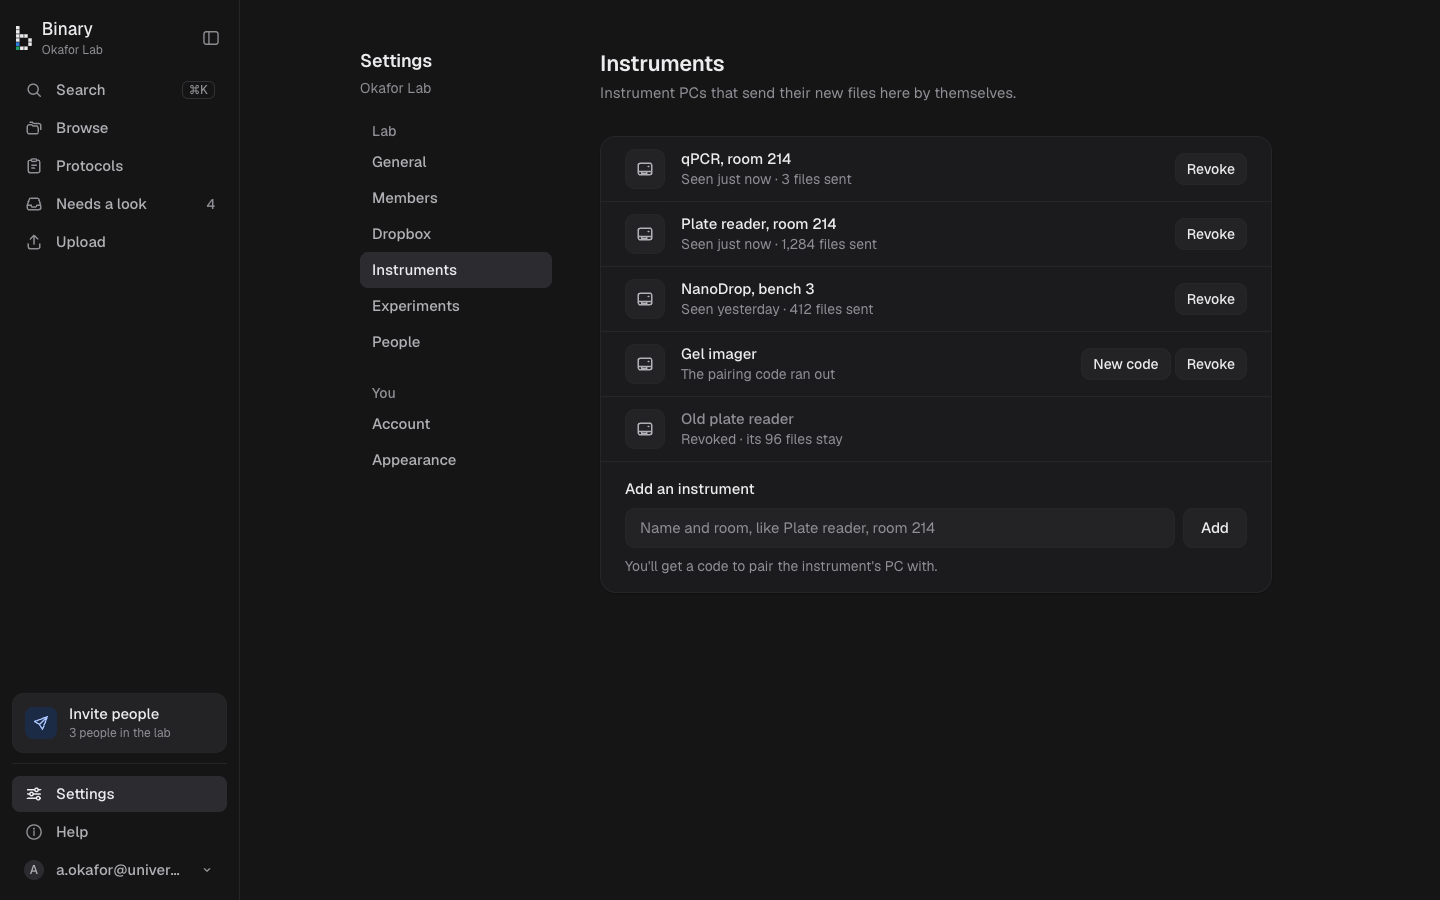 Binary
Okafor Lab
Search
⌘K
Browse
Protocols
Needs a look
4
Upload
Invite people
3 people in the lab
Settings
Help
A
a.okafor@univer...
Settings
Okafor Lab
Lab
General
Members
Dropbox
Instruments
Experiments
People
You
Account
Appearance
Instruments
Instrument PCs that send their new files here by themselves.
qPCR, room 214
Seen just now · 3 files sent
Revoke
Plate reader, room 214
Seen just now · 1,284 files sent
Revoke
NanoDrop, bench 3
Seen yesterday · 412 files sent
Revoke
Gel imager
The pairing code ran out
New code
Revoke
Old plate reader
Revoked · its 96 files stay
Add an instrument
Name and room, like Plate reader, room 214
Add
You'll get a code to pair the instrument's PC with.